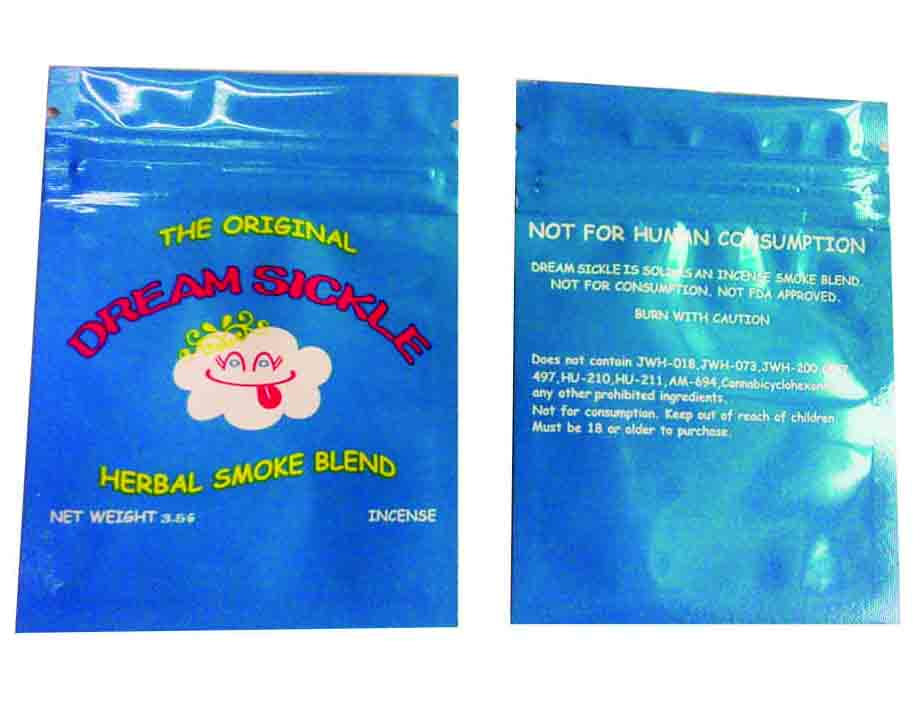 THE ORIGINAL
DREAM SICKLE
HERBAL SMOKE BLEND
NET WEIGHT 3.5G
INCENSE
NOT FOR HUMAN CONSUMPTION
DREAM SICKLE IS SOLD AS AN INCENSE SMOKE BLEND.
NOT FOR CONSUMPTION. NOT FDA APPROVED.
BURN WITH CAUTION
Does not contain JWH-018,JWH-073,JWH-200,
497,HU-210,HU-211,AM-694,
any other prohibited ingredients.
Not for consumption. Keep out of reach of children
Must be 18 or older to purchase.